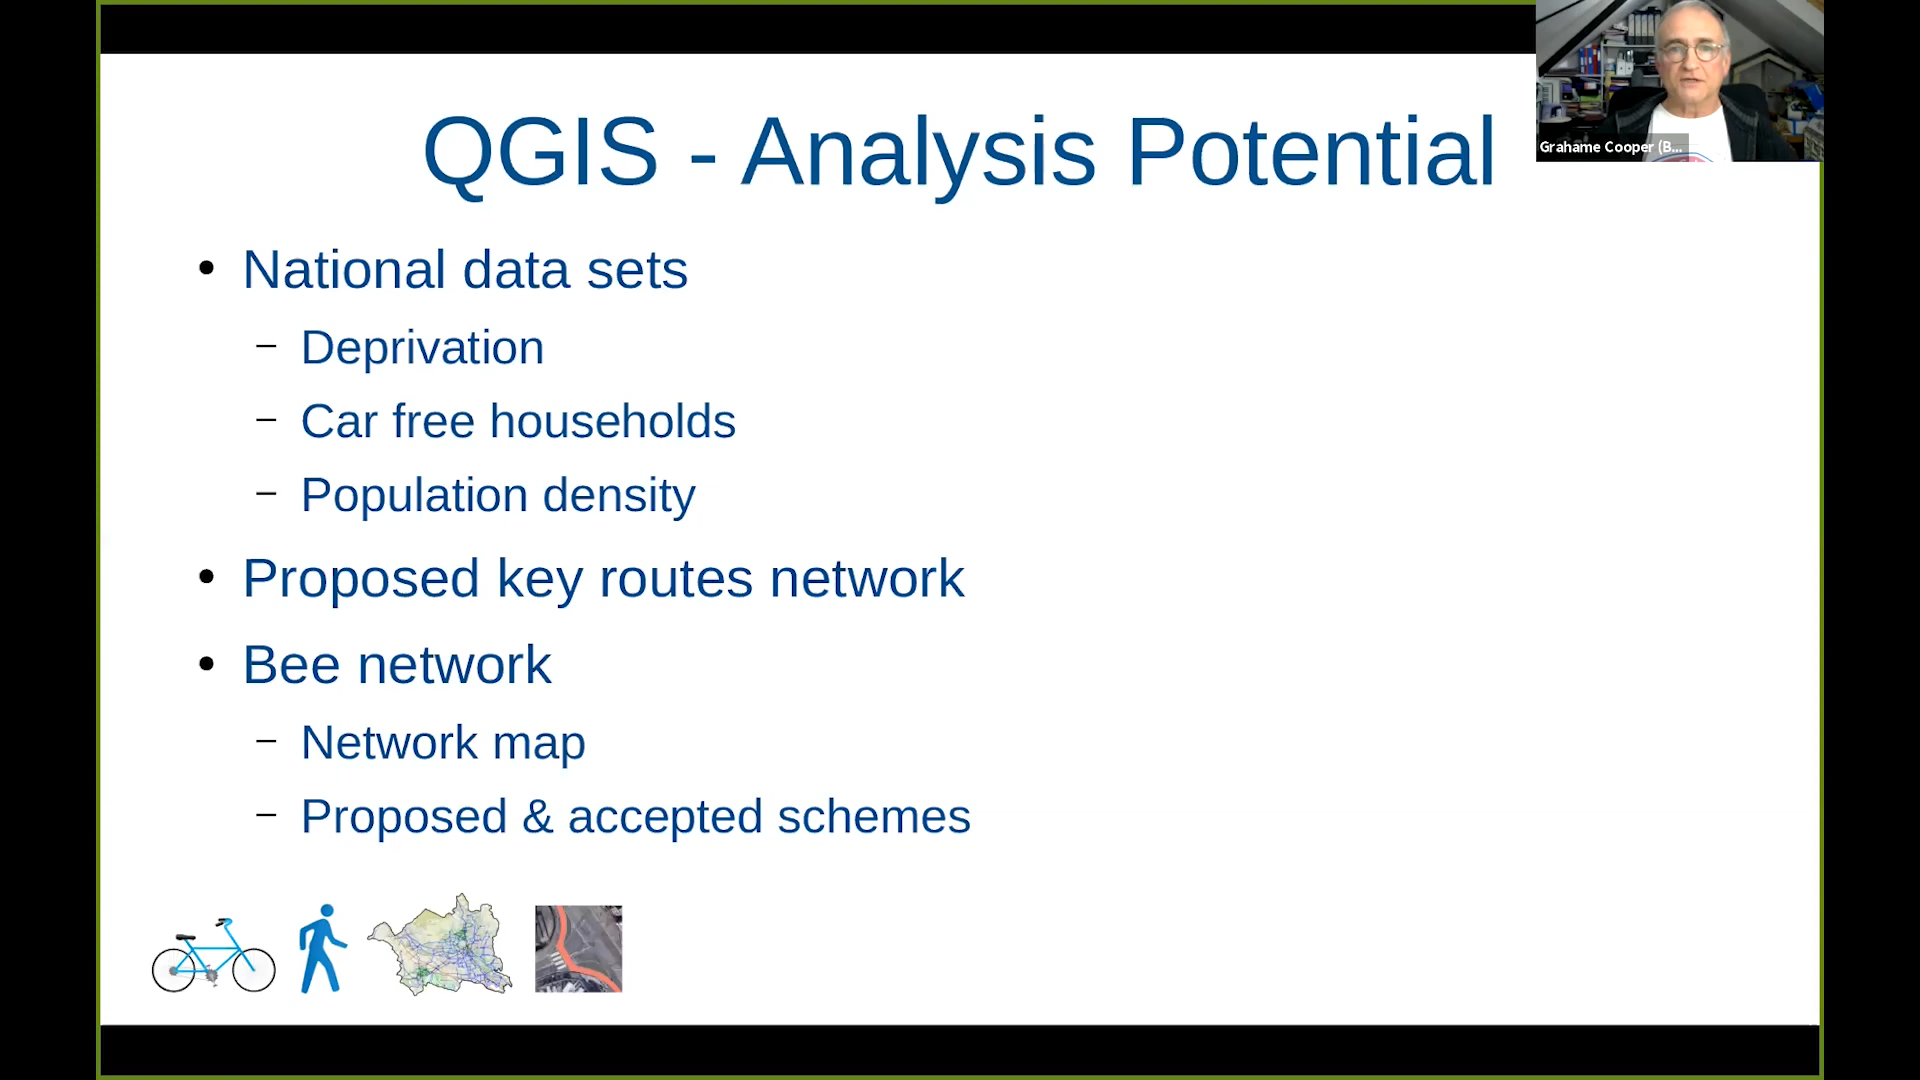 QGIS - Analysis Potential
Grahame Cooper (B...
• National data sets
– Deprivation
– Car free households
– Population density
• Proposed key routes network
• Bee network
– Network map
– Proposed & accepted schemes